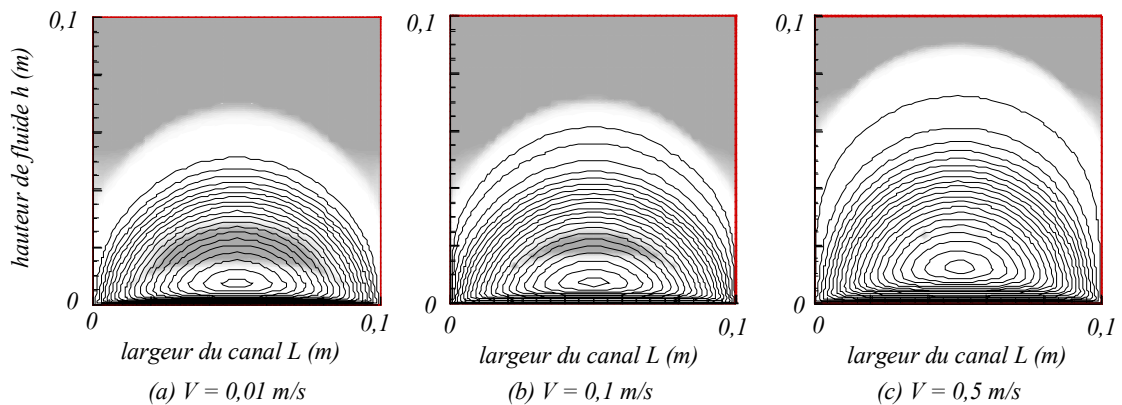 hauteur de fluide h (m)
0,1
0
0
0,1
largeur du canal L (m)
(a) V = 0,01 m/s
0,1
0
0
0,1
largeur du canal L (m)
(b) V = 0,1 m/s
0,1
0
0
0,1
largeur du canal L (m)
(c) V = 0,5 m/s